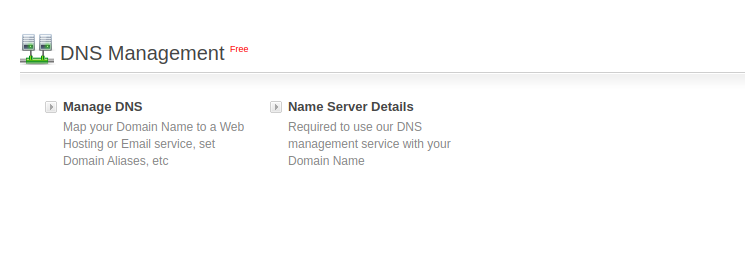 DNS Management Free
Manage DNS
Map your Domain Name to a Web
Hosting or Email service, set
Domain Aliases, etc
Name Server Details
Required to use our DNS
management service with your
Domain Name